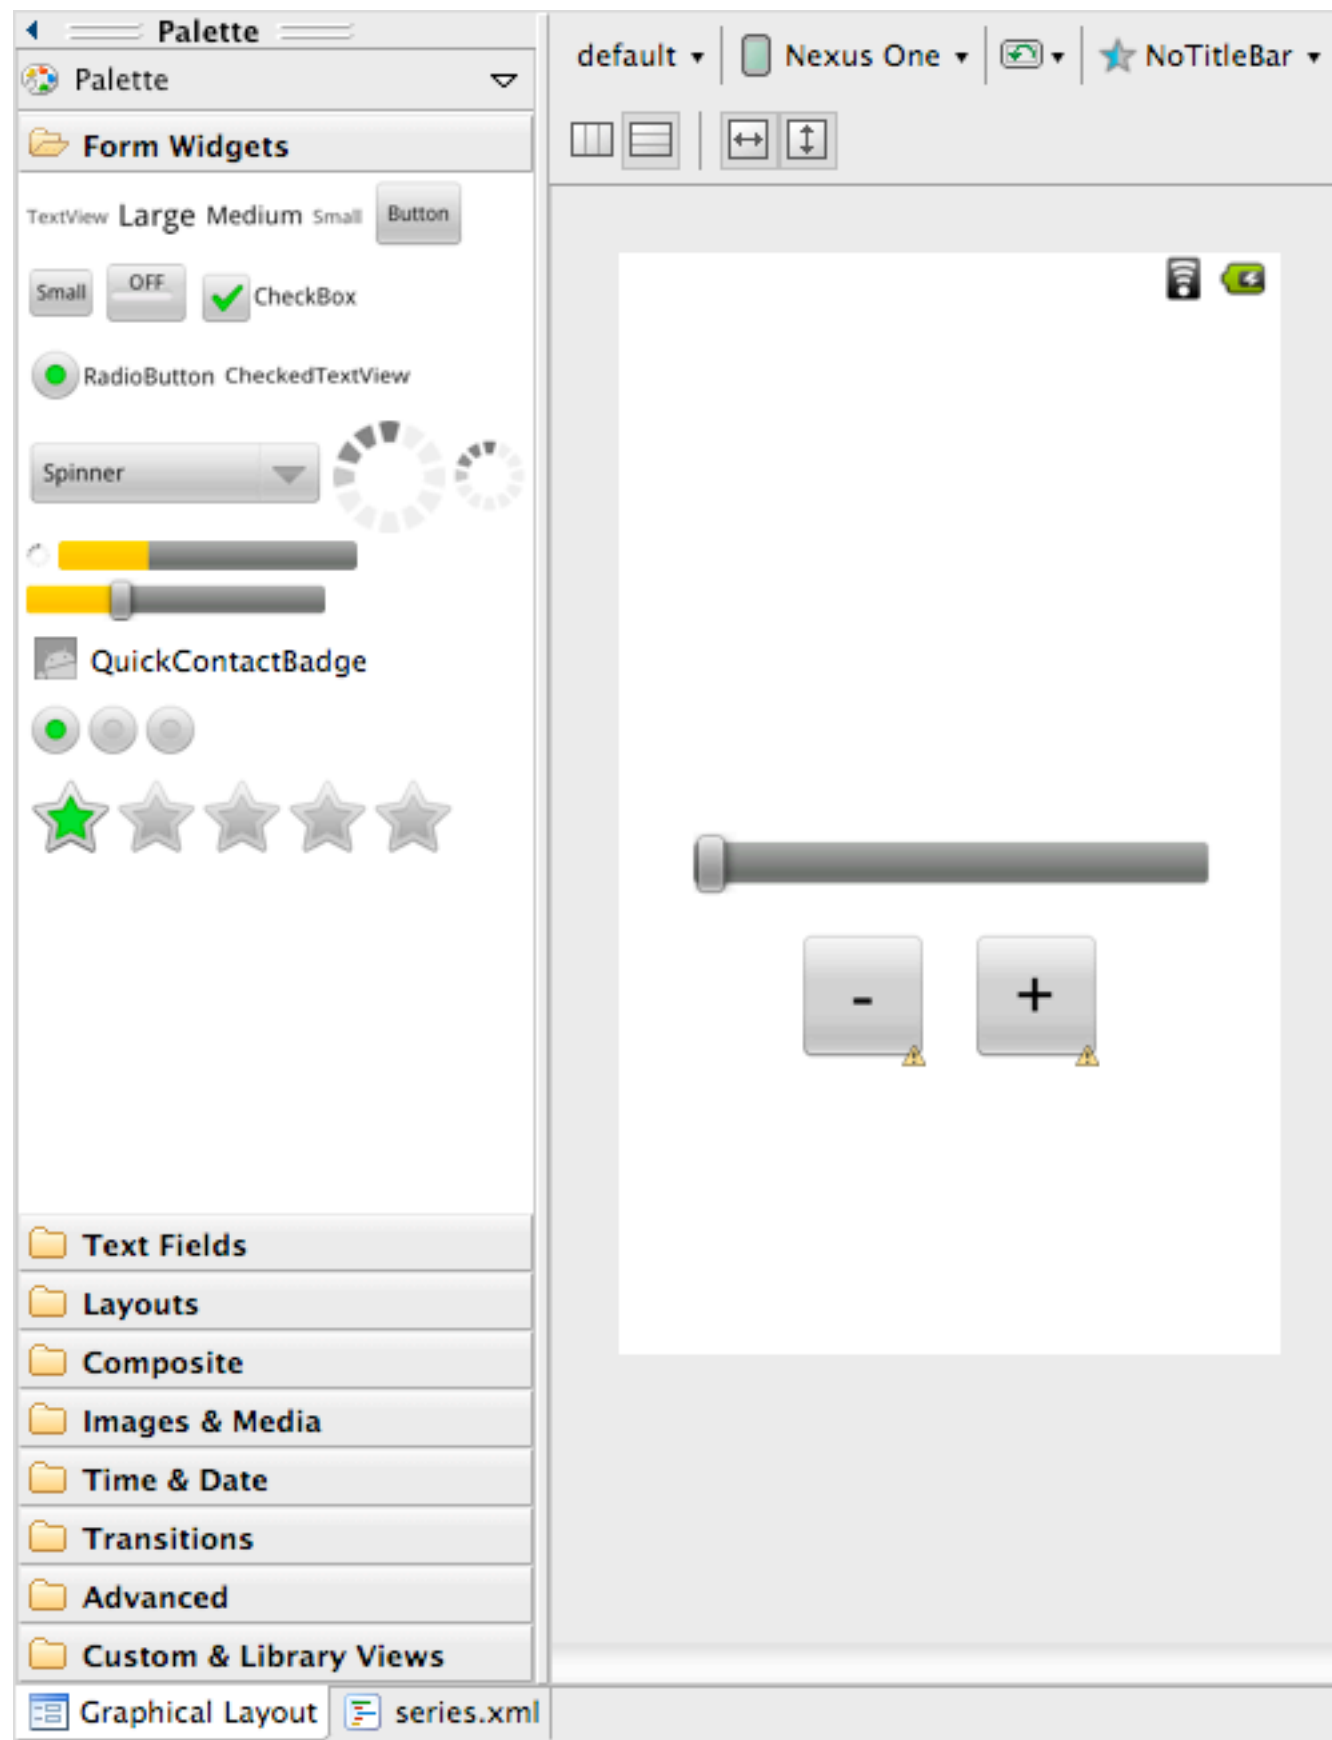 Palette
default Nexus One NoTitleBar
Palette
Form Widgets
TextView Large Medium Small Button
Small OFF CheckBox
RadioButton CheckedTextView
Spinner
QuickContactBadge
- +
Text Fields
Layouts
Composite
Images & Media
Time & Date
Transitions
Advanced
Custom & Library Views
Graphical Layout series.xml